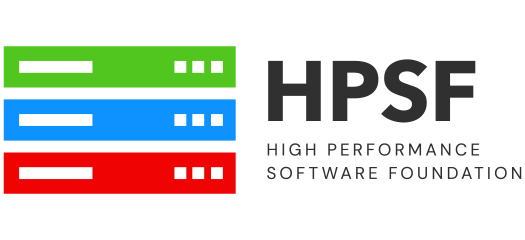 HPSF
HIGH PERFORMANCE
SOFTWARE FOUNDATION